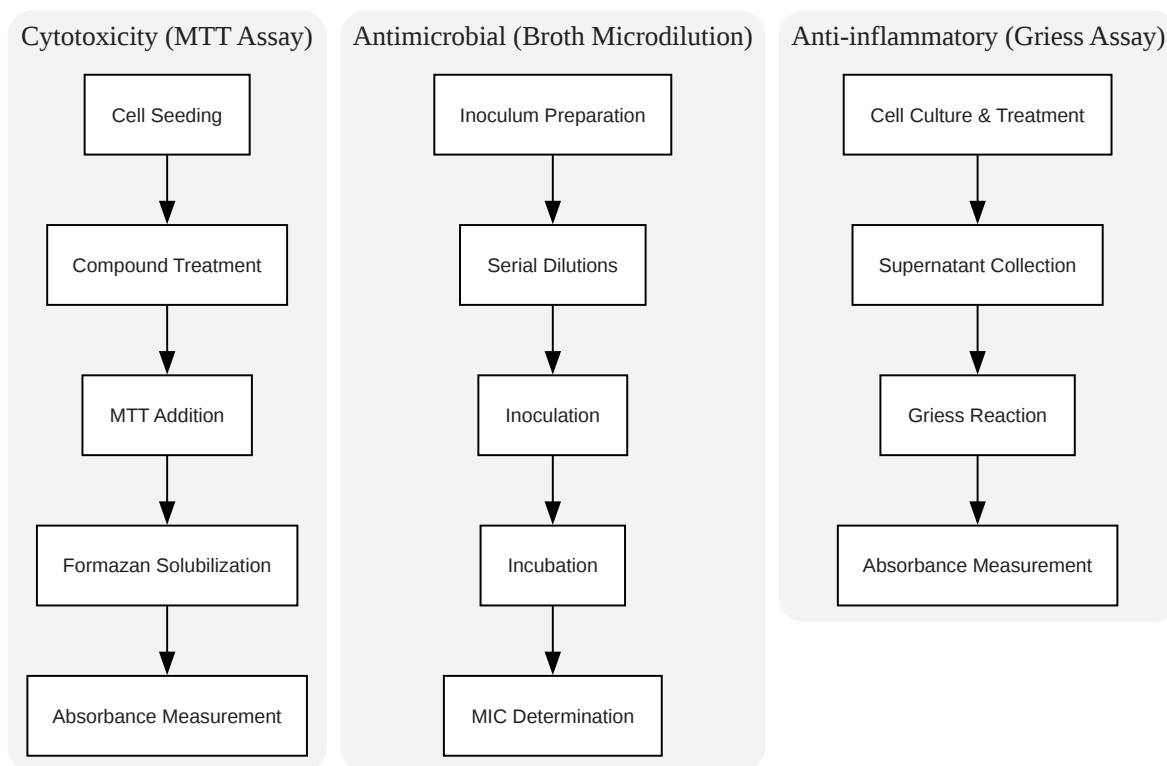 Cytotoxicity (MTT Assay)
Cell Seeding
Compound Treatment
MTT Addition
Formazan Solubilization
Absorbance Measurement
Antimicrobial (Broth Microdilution)
Inoculum Preparation
Serial Dilutions
Inoculation
Incubation
MIC Determination
Anti-inflammatory (Griess Assay)
Cell Culture & Treatment
Supernatant Collection
Griess Reaction
Absorbance Measurement